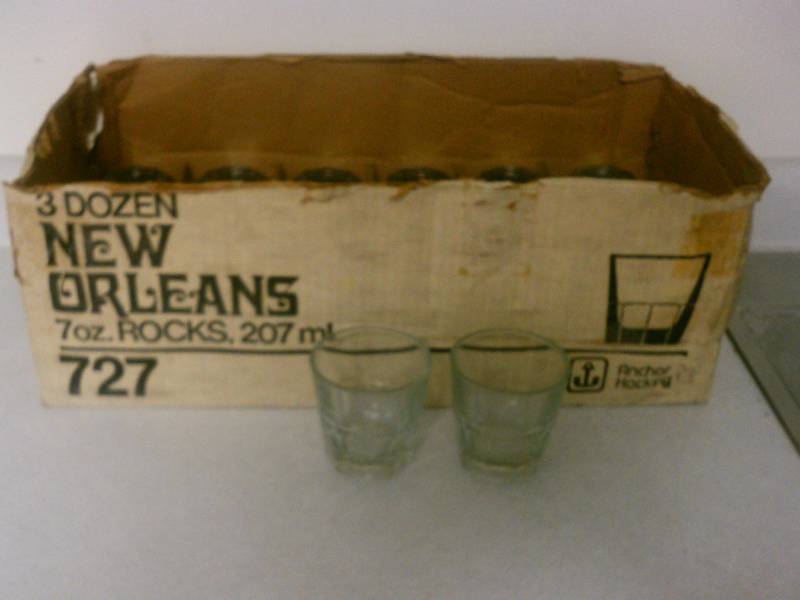 3 DOZEN
NEW
ORLEANS
7oz. ROCKS, 207 ml
727
Anchor
Hocking